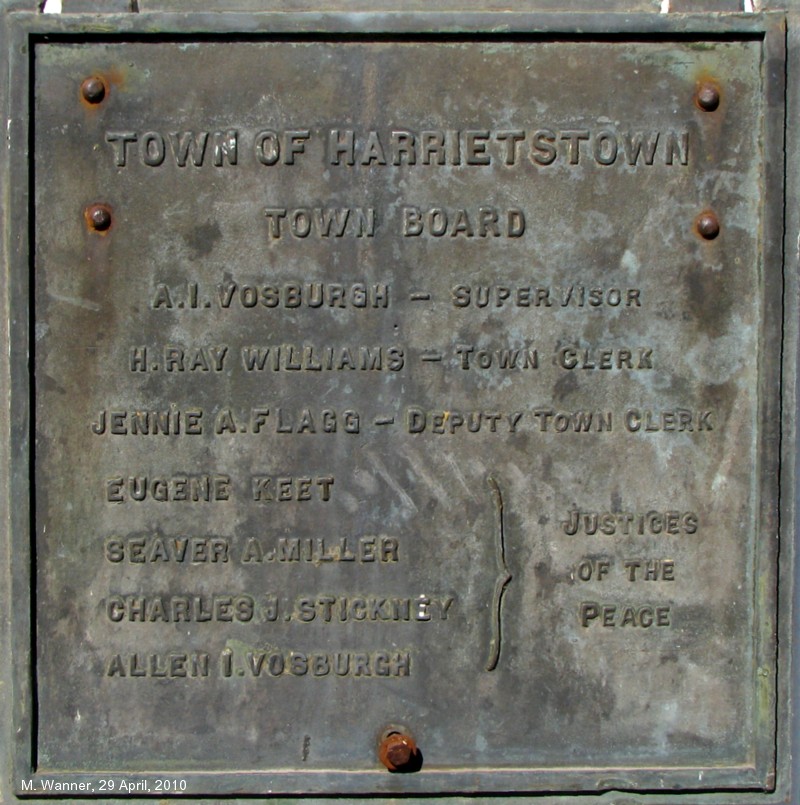 TOWN OF HARRIETSTOWN
TOWN BOARD
A.I. VOSBURGH – SUPERVISOR
H. RAY WILLIAMS – TOWN CLERK
JENNIE A. FLAGG – DEPUTY TOWN CLERK
EUGENE KEET
SEAVER A. MILLER
CHARLES J. STICKNEY
ALLEN I. VOSBURGH
JUSTICES
OF THE
PEACE
M. Wanner, 29 April, 2010